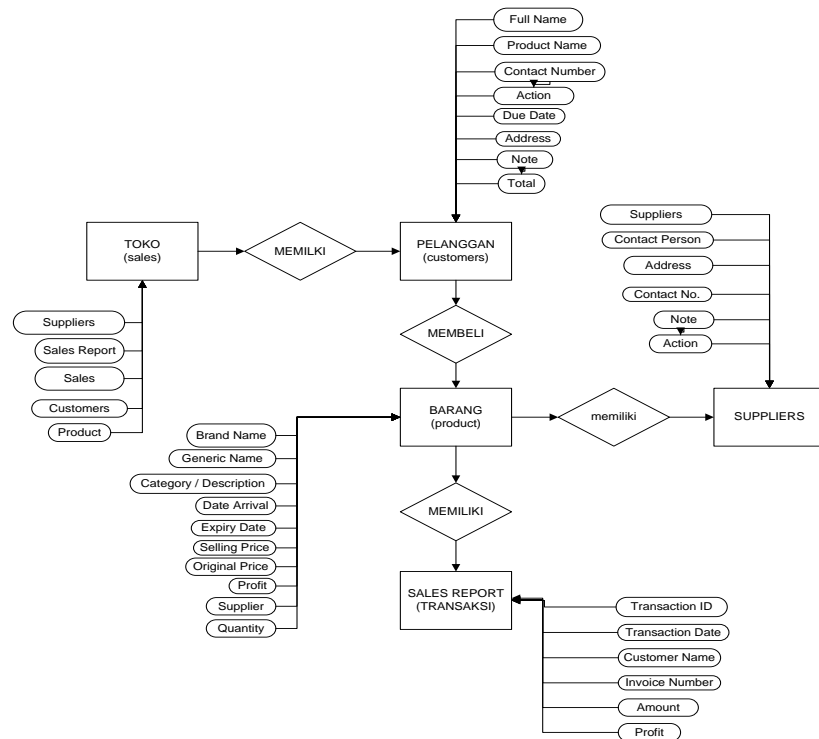 Full Name
Product Name
Contact Number
Action
Due Date
Address
Note
Total
TOKO
(sales)
MEMILKI
PELANGGAN
(customers)
Suppliers
Contact Person
Address
Contact No.
Note
Action
Suppliers
Sales Report
Sales
Customers
Product
MEMBELI
BARANG
(product)
memiliki
SUPPLIERS
Brand Name
Generic Name
Category / Description
Date Arrival
Expiry Date
Selling Price
Original Price
Profit
Supplier
Quantity
MEMILIKI
SALES REPORT
(TRANSAKSI)
Transaction ID
Transaction Date
Customer Name
Invoice Number
Amount
Profit